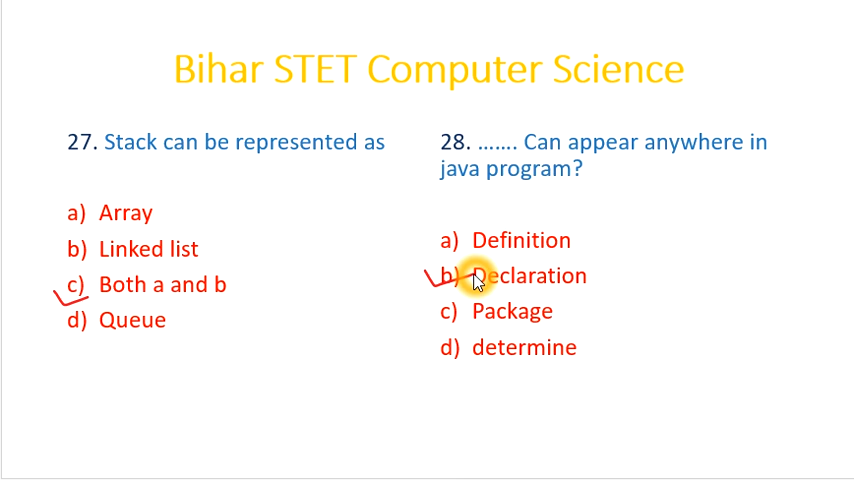 Bihar STET Computer Science
27. Stack can be represented as
a) Array
b) Linked list
c) Both a and b
d) Queue
28. ....... Can appear anywhere in
java program?
a) Definition
b) Declaration
c) Package
d) determine